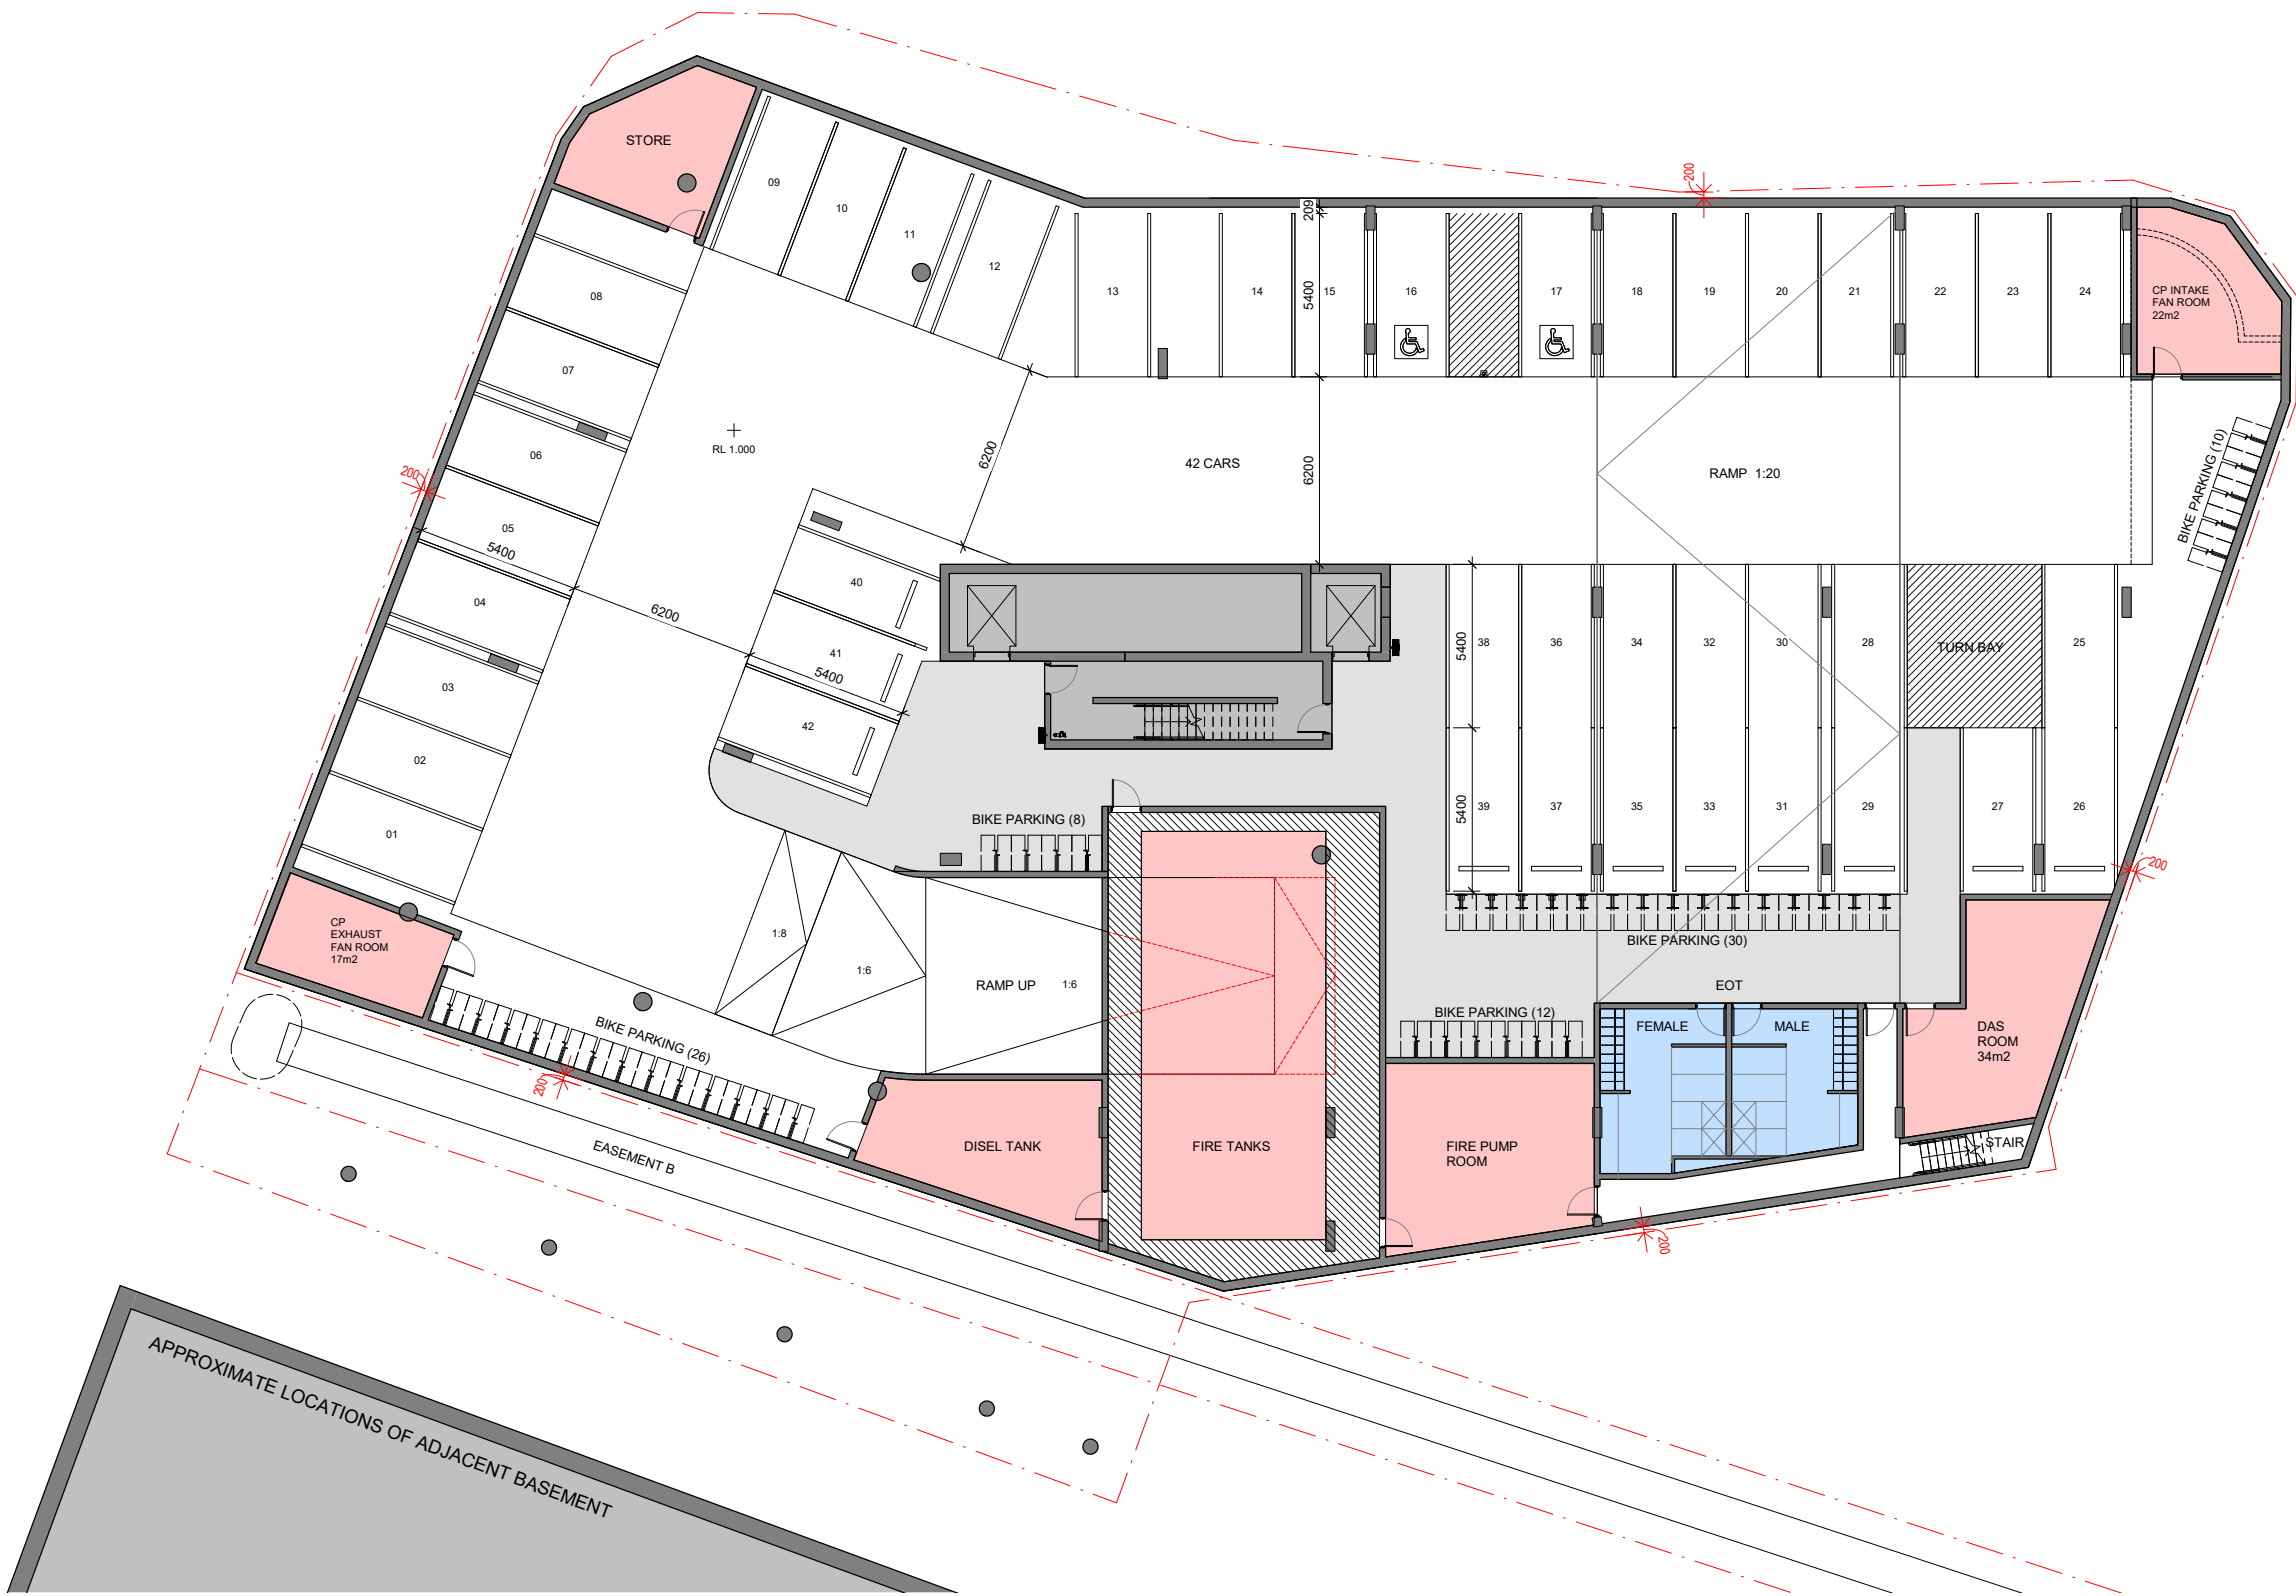 STORE
09
10
11
12
13
14
15
16
17
18
19
20
21
22
23
24
209
5400
200
CP INTAKE
FAN ROOM
22m2
08
07
06
05
04
03
02
01
200
5400
6200
RL 1.000
6200
42 CARS
6200
RAMP 1:20
BIKE PARKING (10)
40
41
5400
42
38
36
34
32
30
28
TURN BAY
25
5400
5400
39
37
35
33
31
29
27
26
200
BIKE PARKING (8)
BIKE PARKING (30)
EOT
CP
EXHAUST
FAN ROOM
17m2
1:8
1:6
RAMP UP
1:6
BIKE PARKING (26)
200
BIKE PARKING (12)
FEMALE
MALE
DAS
ROOM
34m2
STAIR
DISEL TANK
FIRE TANKS
FIRE PUMP
ROOM
200
EASEMENT B
APPROXIMATE LOCATIONS OF ADJACENT BASEMENT